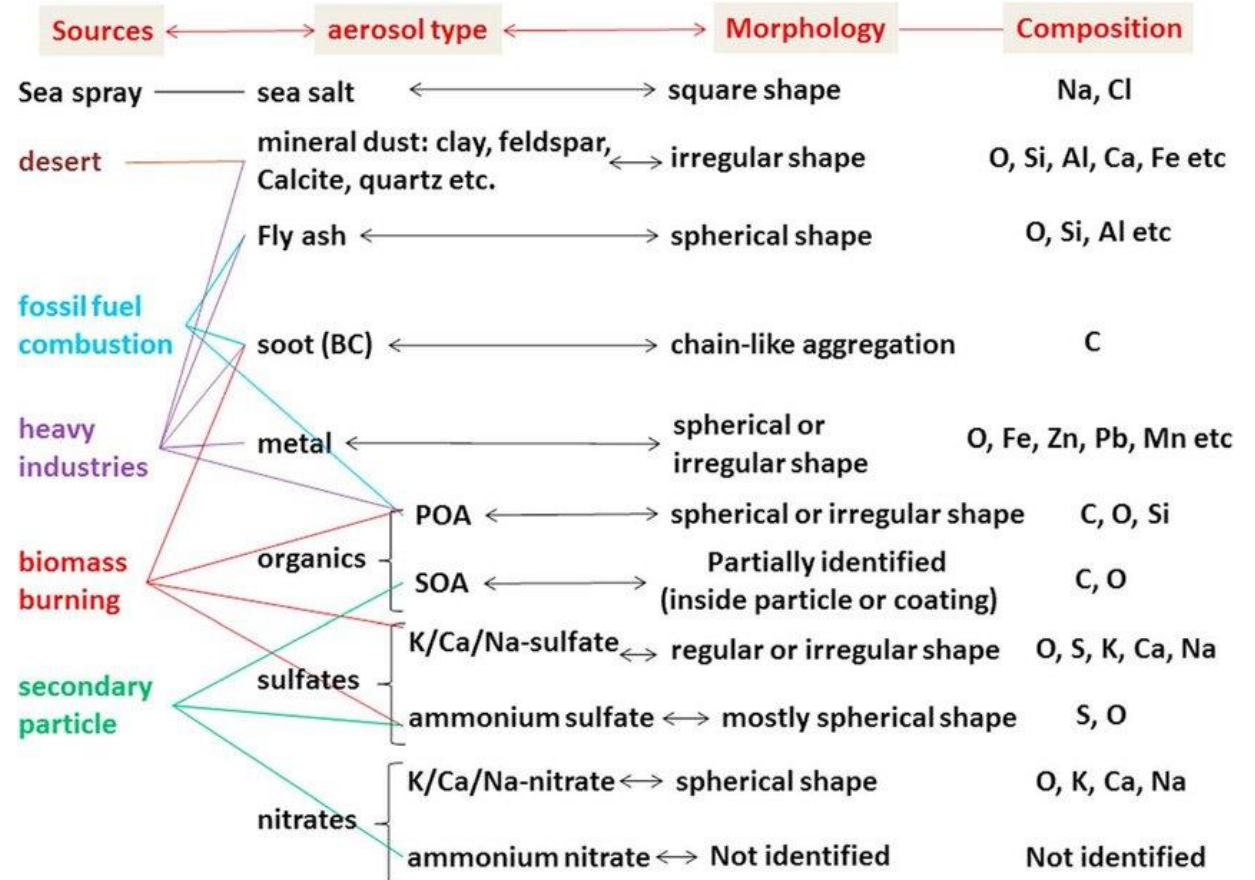 Sources aerosol type Morphology Composition
Sea spray sea salt square shape Na, Cl
desert mineral dust: clay, feldspar, irregular shape O, Si, Al, Ca, Fe etc
Calcite, quartz etc.
Fly ash spherical shape O, Si, Al etc
fossil fuel
combustion soot (BC) chain-like aggregation C
heavy
industries metal spherical or
irregular shape O, Fe, Zn, Pb, Mn etc
POA spherical or irregular shape C, O, Si
biomass
burning organics SOA Partially identified
(inside particle or coating) C, O
K/Ca/Na-sulfate regular or irregular shape O, S, K, Ca, Na
secondary
particle sulfates
ammonium sulfate mostly spherical shape S, O
K/Ca/Na-nitrate spherical shape O, K, Ca, Na
nitrates
ammonium nitrate Not identified Not identified